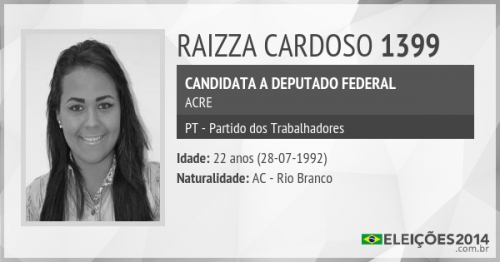 RAIZZA CARDOSO 1399
CANDIDATA A DEPUTADO FEDERAL
ACRE
PT - Partido dos Trabalhadores
Idade: 22 anos (28-07-1992)
Naturalidade: AC - Rio Branco
ELEIÇÕES2014
.com.br